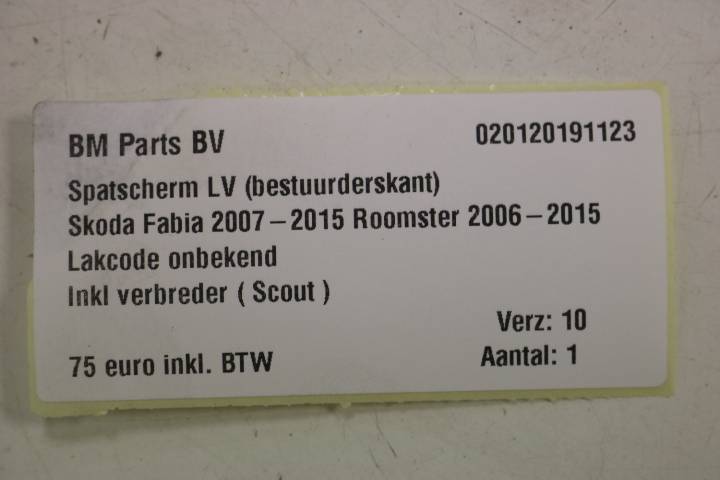 BM Parts BV 020120191123
Spatscherm LV (bestuurderskant)
Skoda Fabia 2007-2015 Roomster 2006-2015
Lakcode onbekend
Inkl verbreder ( Scout )
Verz: 10
75 euro inkl. BTW Aantal: 1